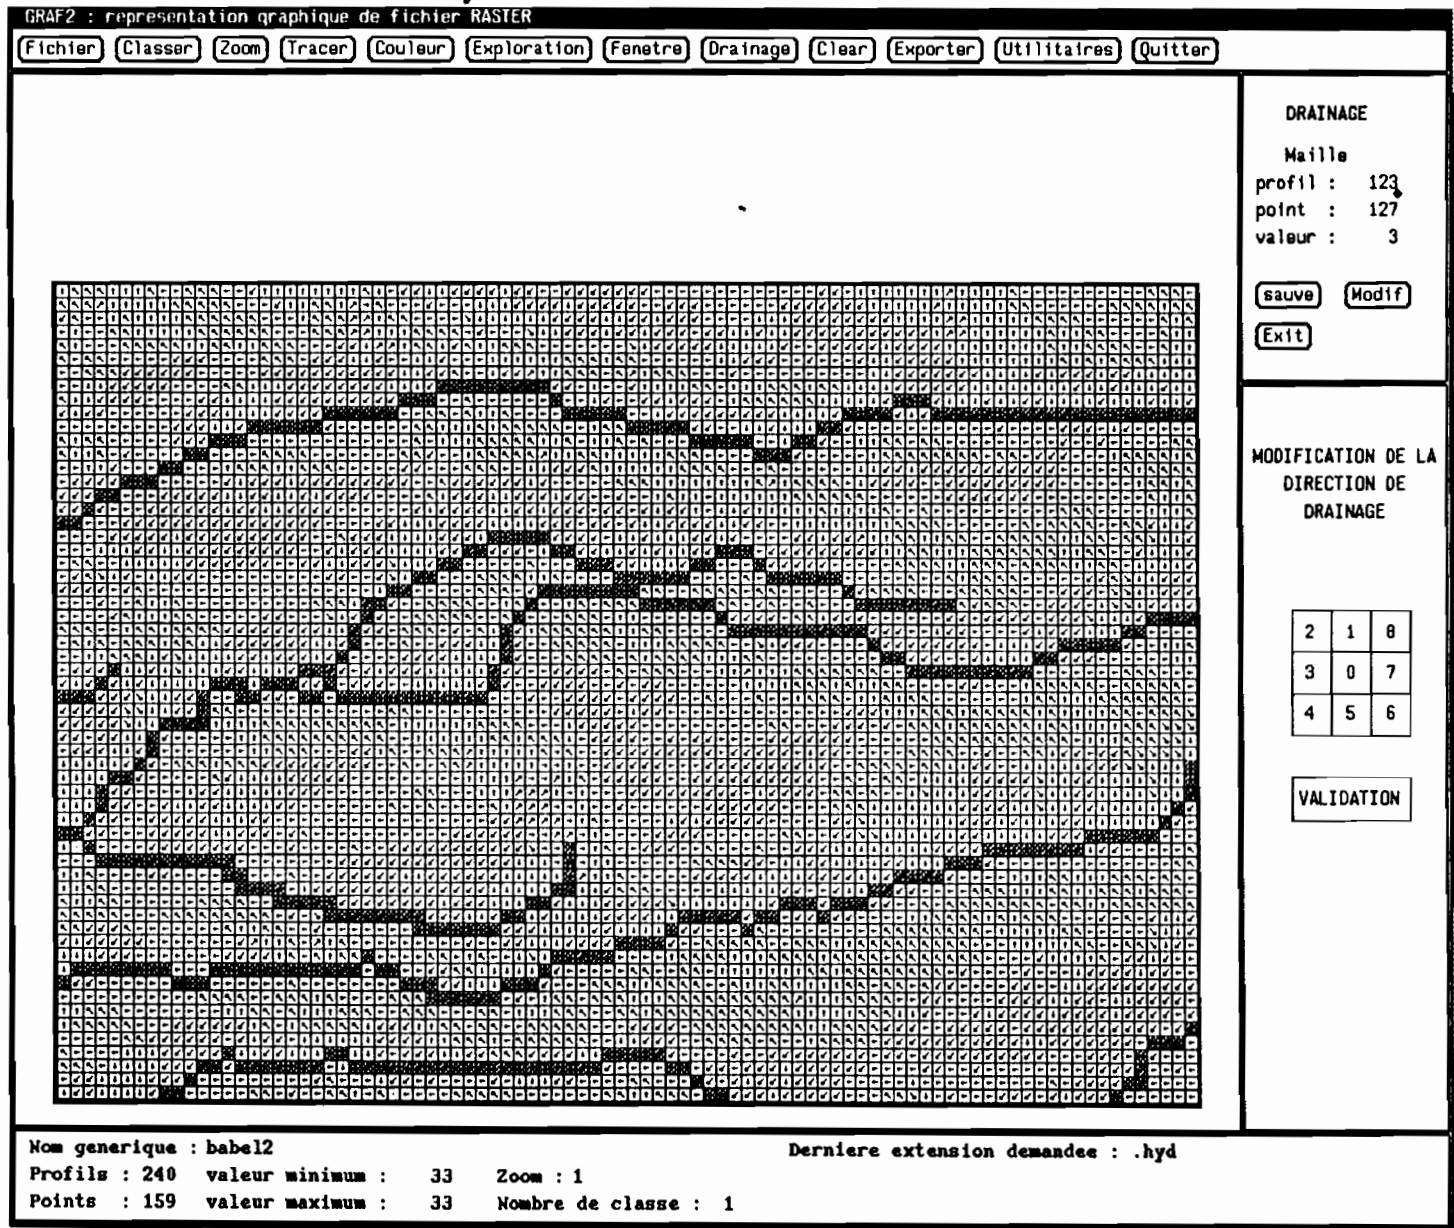 GRAF2 : representation graphique de fichier RASTER
Fichier Classer Zoom Tracer Couleur Exploration Fenetre Drainage Clear Exporter Utilitaires Quitter
DRAINAGE
Maille
profil : 123
point : 127
valeur : 3
sauve Modif
Exit
MODIFICATION DE LA
DIRECTION DE
DRAINAGE
2 1 8
3 0 7
4 5 6
VALIDATION
Nom generique : babel2 Derniere extension demandee : .hyd
Profils : 240 valeur minimum : 33 Zoom : 1
Points : 159 valeur maximum : 33 Nombre de classe : 1